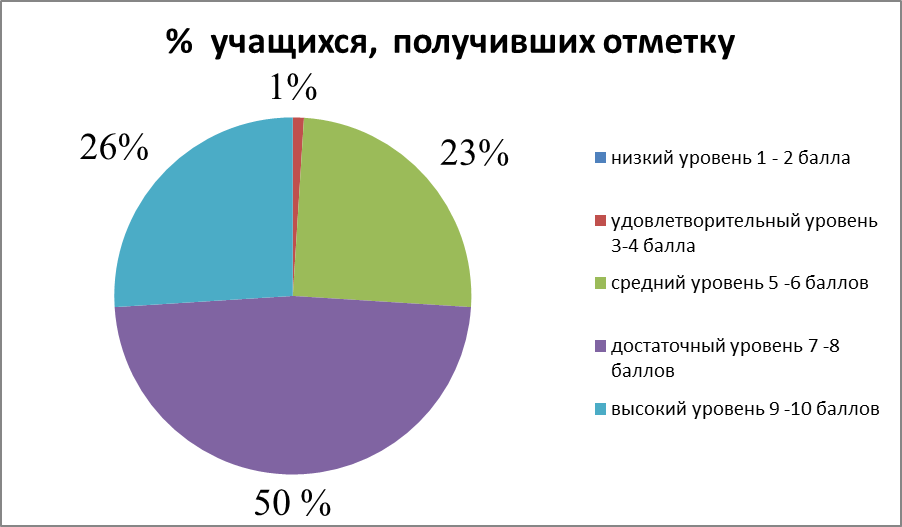 % учащихся, получивших отметку
1%
26%
23%
50 %
низкий уровень 1 - 2 балла
удовлетворительный уровень
3-4 балла
средний уровень 5 -6 баллов
достаточный уровень 7 -8
баллов
высокий уровень 9 -10 баллов